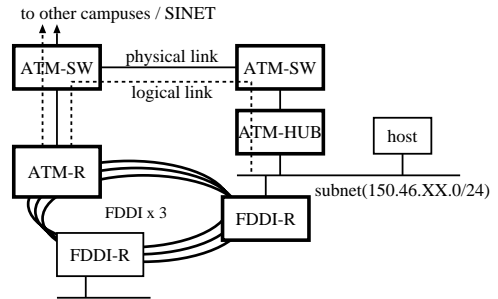 to other campuses / SINET
physical link
ATM-SW
ATM-SW
logical link
ATM-HUB
host
ATM-R
subnet(150.46.XX.0/24)
FDDI x 3
FDDI-R
FDDI-R